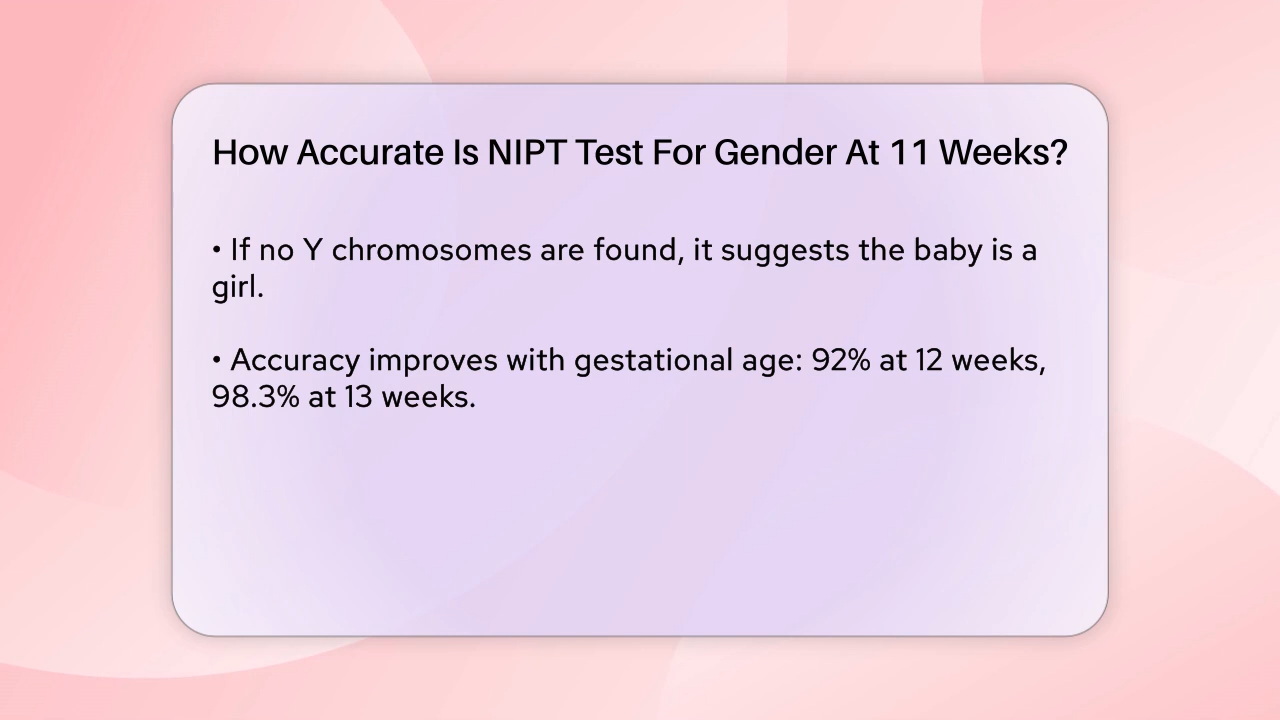 How Accurate Is NIPT Test For Gender At 11 Weeks?
• If no Y chromosomes are found, it suggests the baby is a
girl.
• Accuracy improves with gestational age: 92% at 12 weeks,
98.3% at 13 weeks.